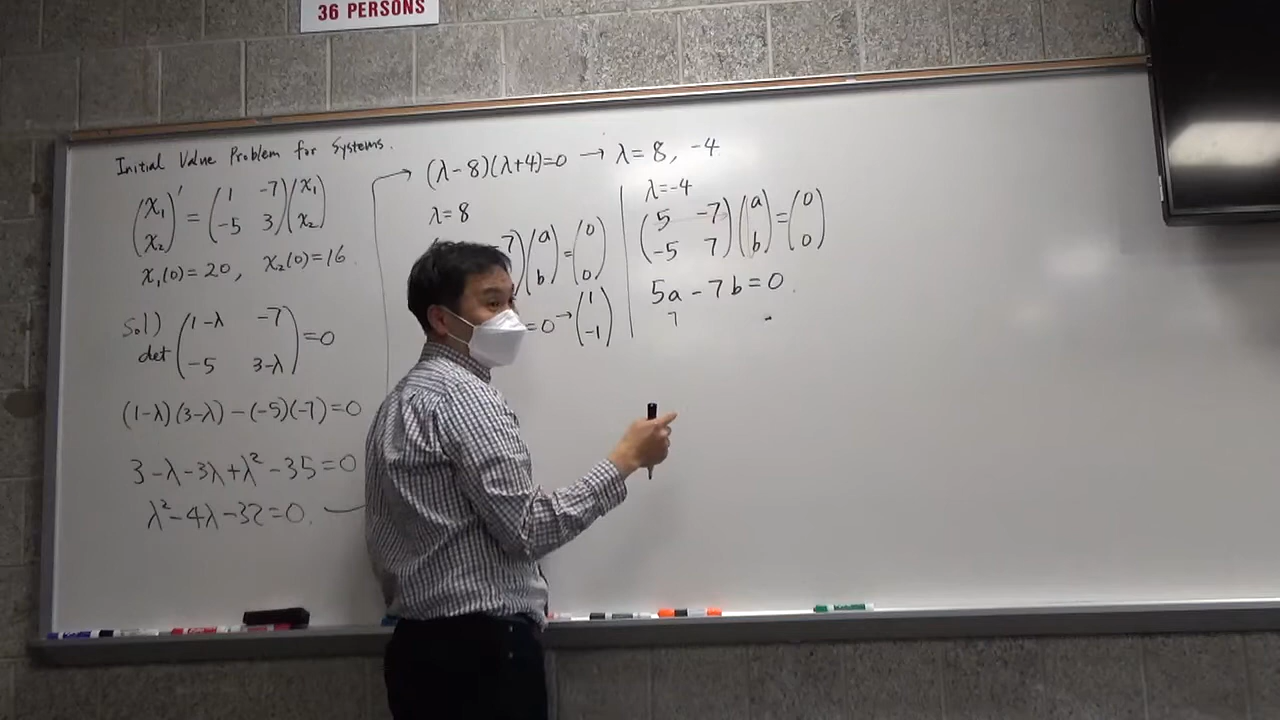 36 PERSONS
Initial Value Problem for Systems.
(x₁ x₂)' = (1 -7 -5 3)(x₁ x₂)
x₁(0)=20, x₂(0)=16
Sol) det (1-λ -7 -5 3-λ) =0
(1-λ)(3-λ)-(-5)(-7)=0
3-λ-3λ+λ²-35=0
λ²-4λ-32=0.
→ (λ-8)(λ+4)=0 → λ=8, -4
λ=8
-7)(a b)=(0 0)
=0→(1 -1)
λ=-4
(5 -7 -5 7)(a b)=(0 0)
5a-7b=0.
7